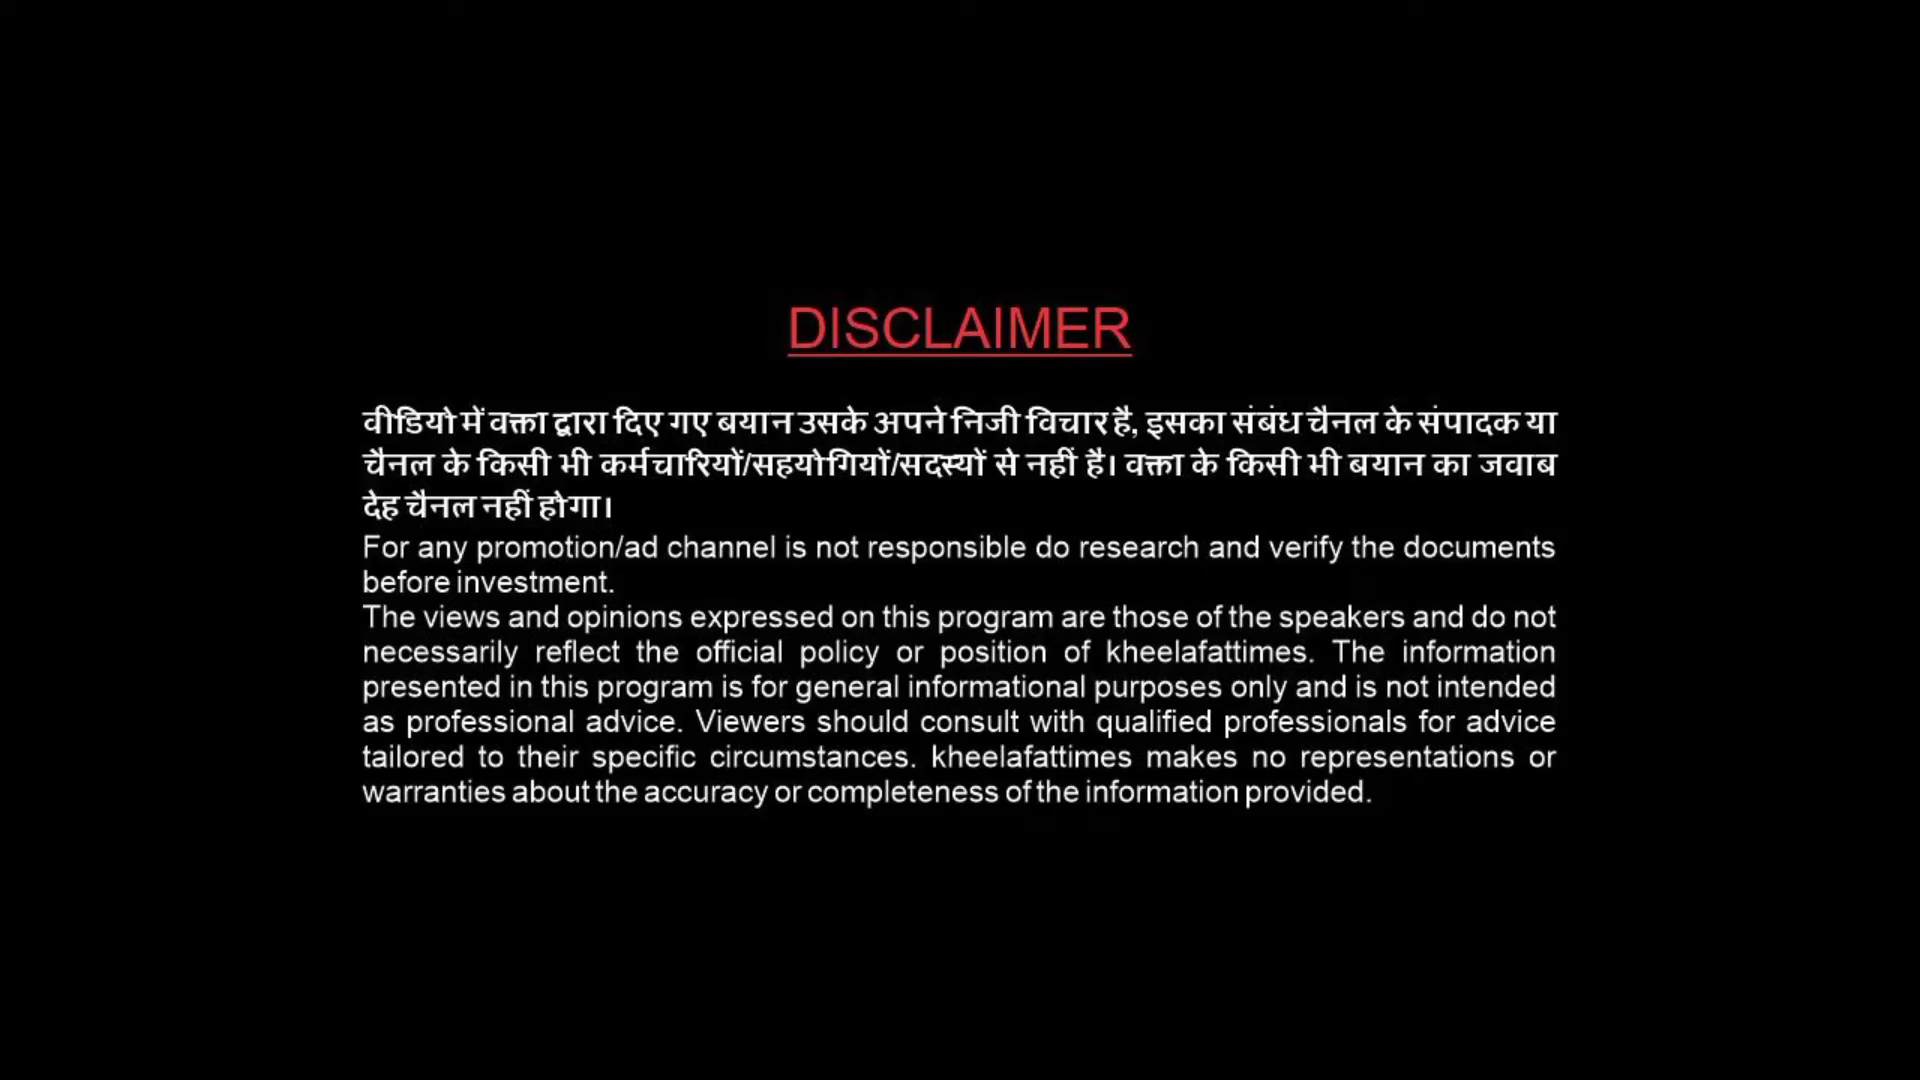 DISCLAIMER
वीडियो में वक्ता द्वारा दिए गए बयान उसके अपने निजी विचार है, इसका संबंध चैनल के संपादक या
चैनल के किसी भी कर्मचारियों/सहयोगियों/सदस्यों से नहीं है। वक्ता के किसी भी बयान का जवाब
देह चैनल नहीं होगा।
For any promotion/ad channel is not responsible do research and verify the documents
before investment.
The views and opinions expressed on this program are those of the speakers and do not
necessarily reflect the official policy or position of kheelafattimes. The information
presented in this program is for general informational purposes only and is not intended
as professional advice. Viewers should consult with qualified professionals for advice
tailored to their specific circumstances. kheelafattimes makes no representations or
warranties about the accuracy or completeness of the information provided.